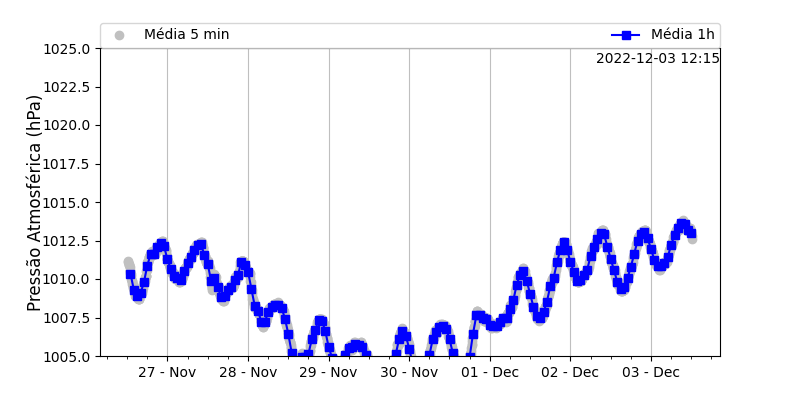 Média 5 min
Média 1h
2022-12-03 12:15
Pressão Atmosférica (hPa)
1025.0
1022.5
1020.0
1017.5
1015.0
1012.5
1010.0
1007.5
1005.0
27 - Nov
28 - Nov
29 - Nov
30 - Nov
01 - Dec
02 - Dec
03 - Dec